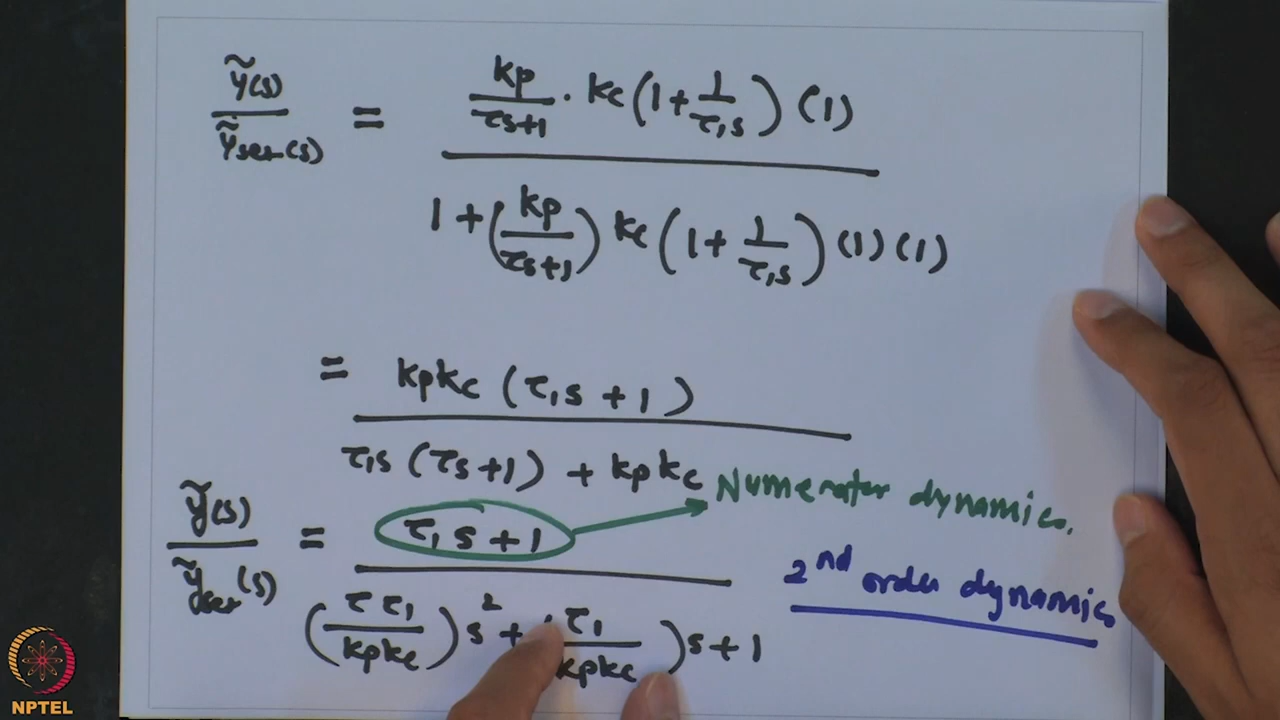 ỹ(s) / ỹset(s) = kp/(τs+1) · kc(1 + 1/(τ₁s))(1)
1 + (kp/(τs+1)) kc(1 + 1/(τ₁s))(1)(1)
= kpkc(τ₁s + 1)
τ₁s(τs+1) + kpkc
Numerator dynamics.
ỹ(s) / ỹset(s) = τ₁s + 1
2nd order dynamics
(ττ₁/kpkc)s² + (τ₁/kpkc)s + 1
NPTEL